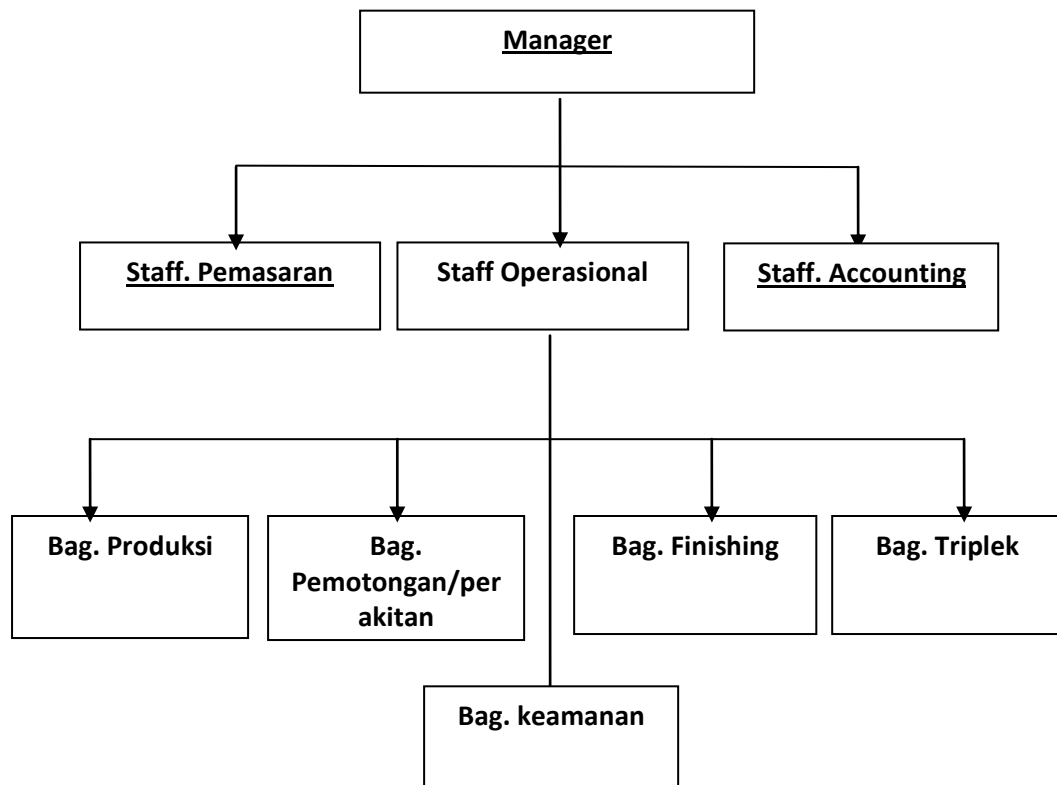 Manager
Staff. Pemasaran
Staff Operasional
Staff. Accounting
Bag. Produksi
Bag.
Pemotongan/per
akitan
Bag. Finishing
Bag. Triplek
Bag. keamanan